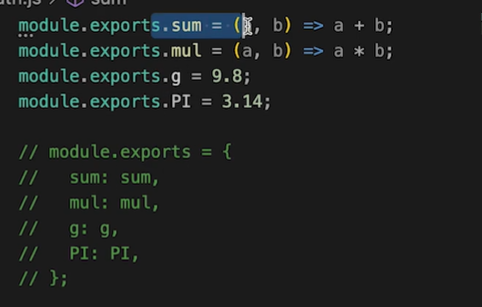 sum
module.exports.sum = (a, b) => a + b;
module.exports.mul = (a, b) => a * b;
module.exports.g = 9.8;
module.exports.PI = 3.14;
// module.exports = {
//   sum: sum,
//   mul: mul,
//   g: g,
//   PI: PI,
// };